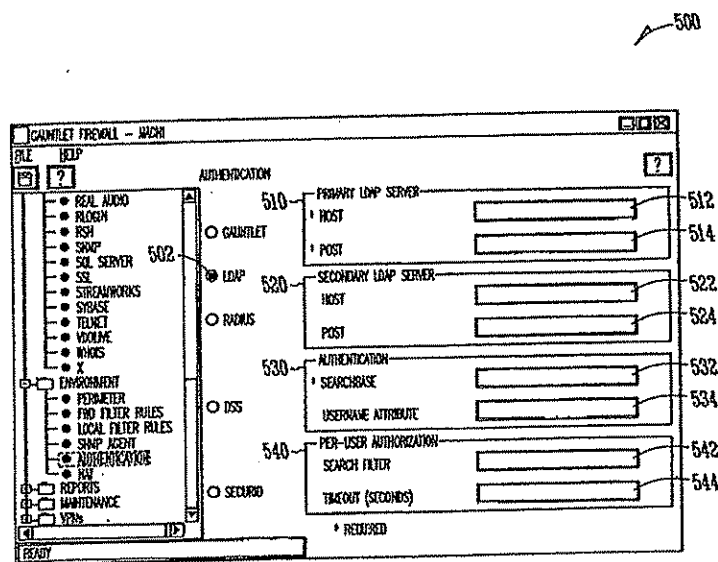 500
GAUNTLET FIREWALL – MACH1
FILE HELP
? ?
AUTHENTICATION
REAL AUDIO
RLOGIN
RSH
SNMP
SQL SERVER
SSL
STREAMWORKS
SYBASE
TELNET
VDOLIVE
WHOIS
X
ENVIRONMENT
PERIMETER
FWD FILTER RULES
LOCAL FILTER RULES
SNMP AGENT
AUTHENTICATION
NAT
REPORTS
MAINTENANCE
VPNs
502
GAUNTLET
LDAP
RADIUS
DSS
SECURID
510 PRIMARY LDAP SERVER
* HOST 512
* POST 514
520 SECONDARY LDAP SERVER
HOST 522
POST 524
530 AUTHENTICATION
* SEARCHBASE 532
USERNAME ATTRIBUTE 534
540 PER-USER AUTHORIZATION
SEARCH FILTER 542
TIMEOUT (SECONDS) 544
* REQUIRED
READY